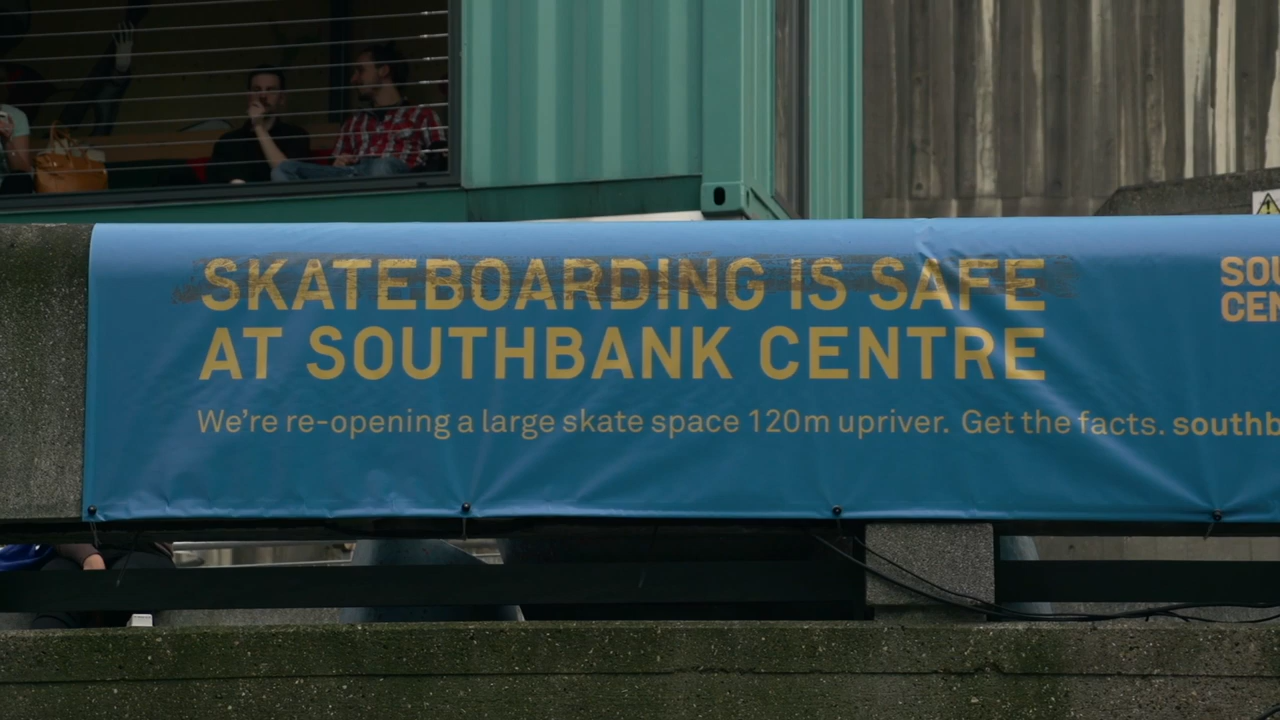 SKATEBOARDING IS SAFE
AT SOUTHBANK CENTRE
We're re-opening a large skate space 120m upriver. Get the facts. southb
SOU
CEN